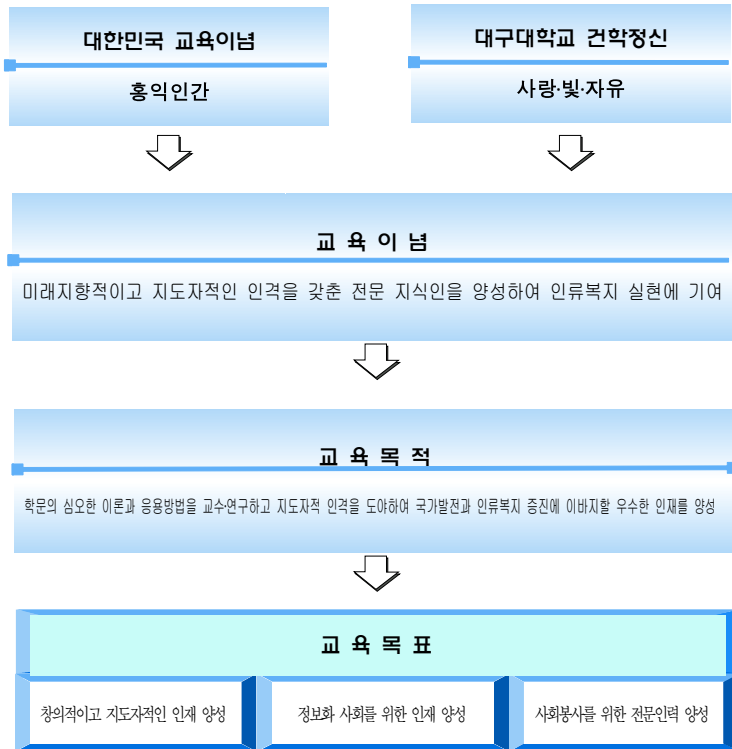 대한민국 교육이념
홍익인간
대구대학교 건학정신
사랑·빛·자유
교 육 이 념
미래지향적이고 지도자적인 인격을 갖춘 전문 지식인을 양성하여 인류복지 실현에 기여
교 육 목 적
학문의 심오한 이론과 응용방법을 교수·연구하고 지도자적 인격을 도야하여 국가발전과 인류복지 증진에 이바지할 우수한 인재를 양성
교 육 목 표
창의적이고 지도자적인 인재 양성
정보화 사회를 위한 인재 양성
사회봉사를 위한 전문인력 양성